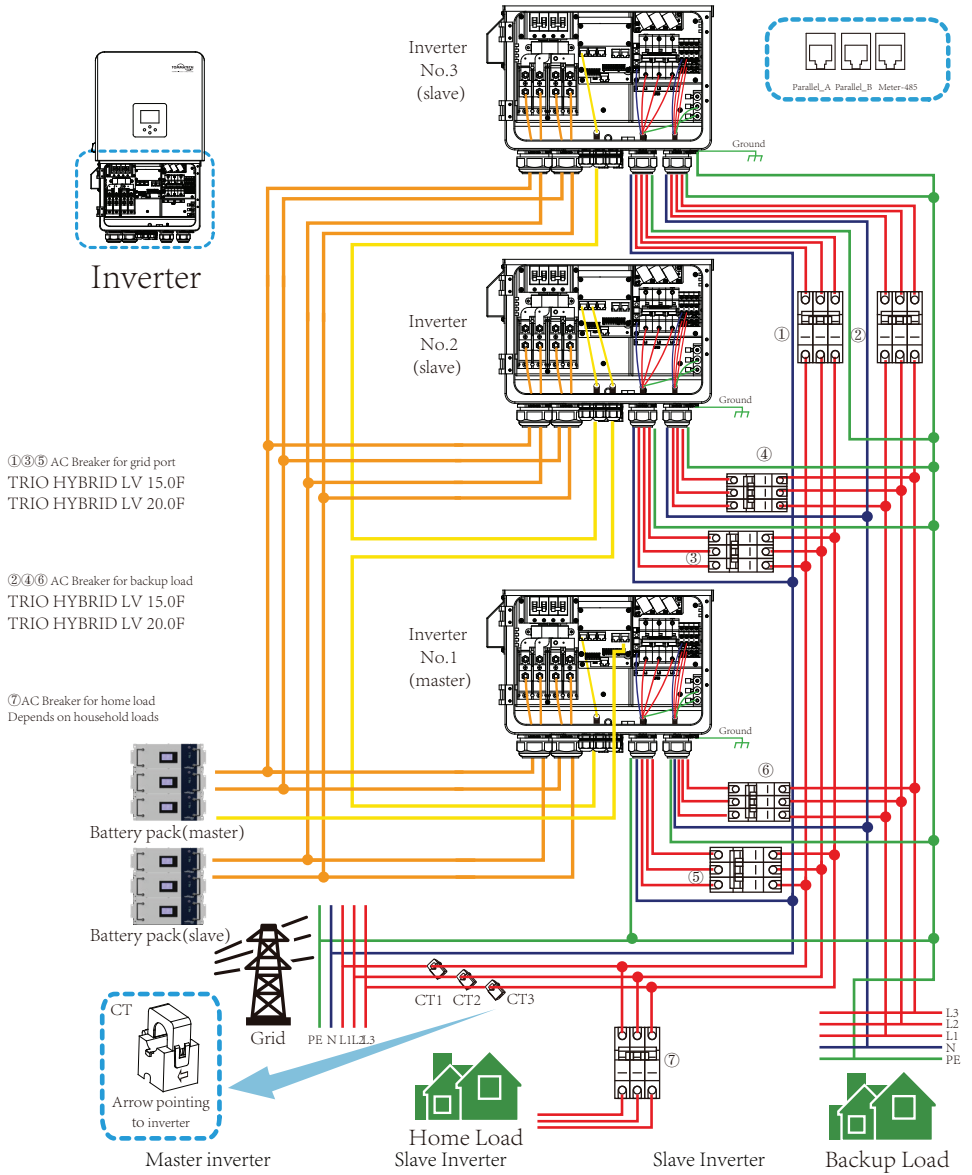 Inverter
No.3
(slave)
Parallel_A Parallel_B Meter-485
Ground
Inverter
Inverter
No.2
(slave)
①
②
Ground
①③⑤ AC Breaker for grid port
TRIO HYBRID LV 15.0F
TRIO HYBRID LV 20.0F
④
③
②④⑥ AC Breaker for backup load
TRIO HYBRID LV 15.0F
TRIO HYBRID LV 20.0F
Inverter
No.1
(master)
⑦AC Breaker for home load
Depends on household loads
Ground
⑥
Battery pack(master)
⑤
Battery pack(slave)
CT1 CT2 CT3
CT
Grid
PE N L1 L2 L3
L3
L2
L1
N
PE
⑦
Arrow pointing
to inverter
Home Load
Backup Load
Master inverter
Slave Inverter
Slave Inverter